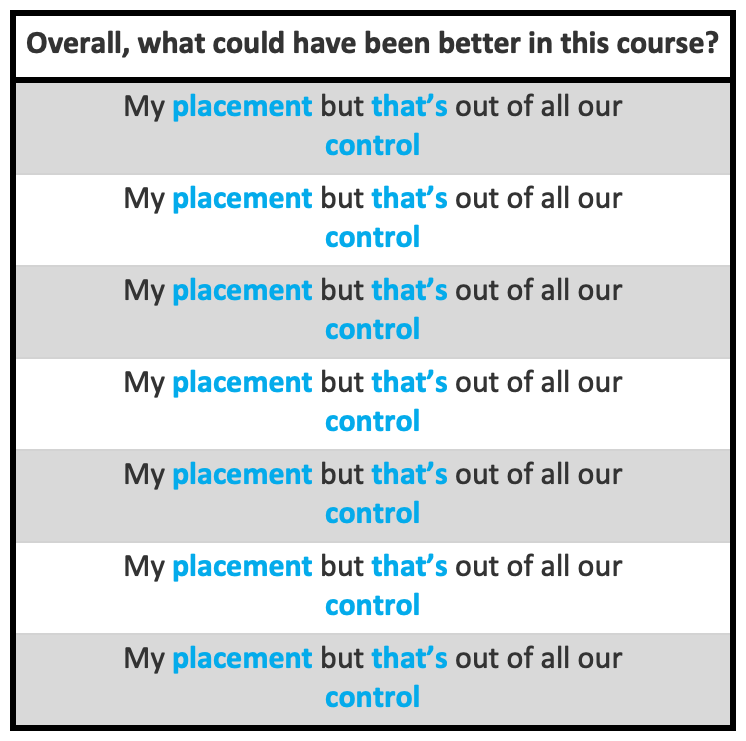 Overall, what could have been better in this course?
My placement but that’s out of all our
control
My placement but that’s out of all our
control
My placement but that’s out of all our
control
My placement but that’s out of all our
control
My placement but that’s out of all our
control
My placement but that’s out of all our
control
My placement but that’s out of all our
control